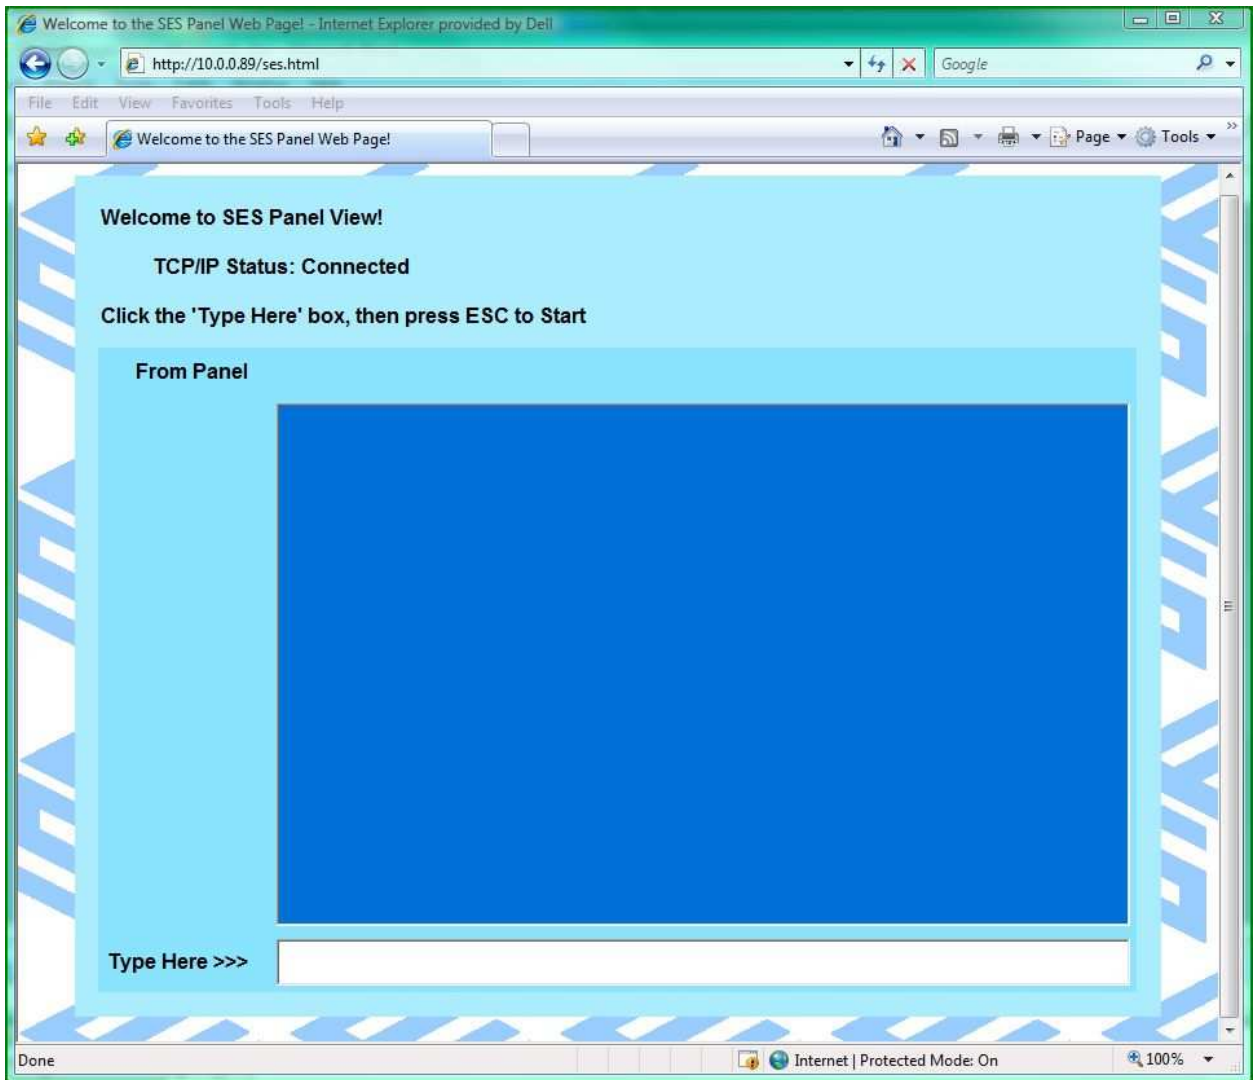 Welcome to the SES Panel Web Page! - Internet Explorer provided by Dell
http://10.0.0.89/ses.html
Google
File Edit View Favorites Tools Help
Welcome to the SES Panel Web Page!
Page Tools
Welcome to SES Panel View!
TCP/IP Status: Connected
Click the 'Type Here' box, then press ESC to Start
From Panel
Type Here >>>
Done
Internet | Protected Mode: On
100%